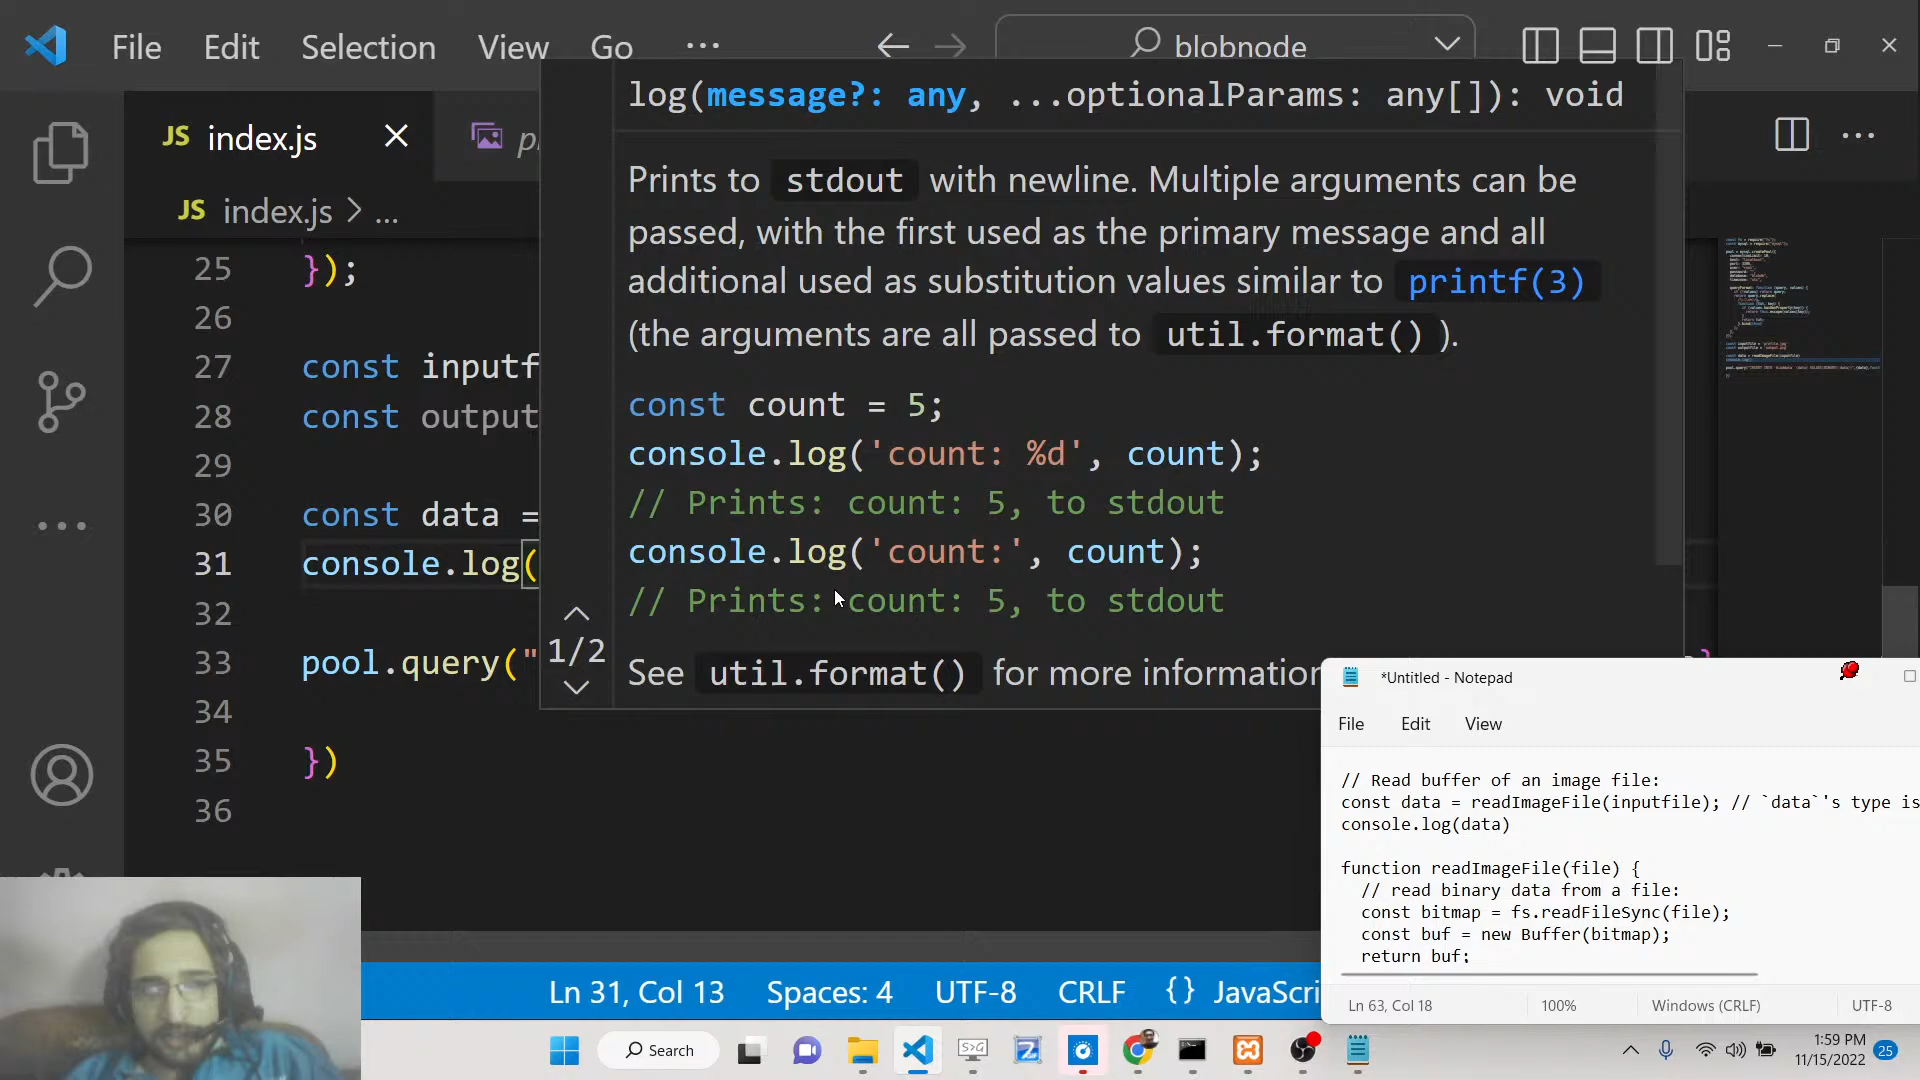 File Edit Selection View Go ... blobnode
JS index.js
JS index.js > ...
log(message?: any, ...optionalParams: any[]): void
Prints to stdout with newline. Multiple arguments can be
passed, with the first used as the primary message and all
additional used as substitution values similar to printf(3)
(the arguments are all passed to util.format() ).
const count = 5;
console.log('count: %d', count);
// Prints: count: 5, to stdout
console.log('count:', count);
// Prints: count: 5, to stdout
See util.format() for more information
1/2
25 });
26
27 const inputf
28 const output
29
30 const data =
31 console.log(
32
33 pool.query("
34
35 })
36
Ln 31, Col 13 Spaces: 4 UTF-8 CRLF {} JavaScri
*Untitled - Notepad
File Edit View
// Read buffer of an image file:
const data = readImageFile(inputfile); // `data`'s type is
console.log(data)
function readImageFile(file) {
// read binary data from a file:
const bitmap = fs.readFileSync(file);
const buf = new Buffer(bitmap);
return buf;
Ln 63, Col 18 100% Windows (CRLF) UTF-8
Search
1:59 PM
11/15/2022
25